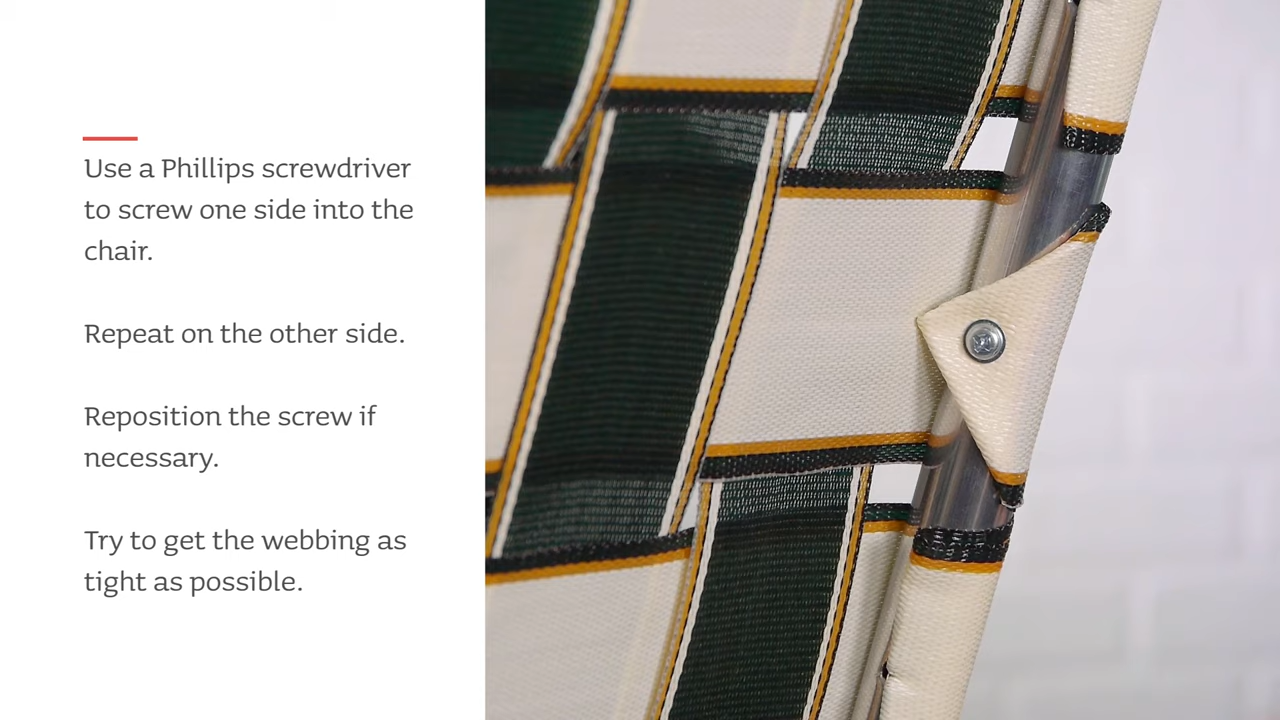 Use a Phillips screwdriver
to screw one side into the
chair.
Repeat on the other side.
Reposition the screw if
necessary.
Try to get the webbing as
tight as possible.